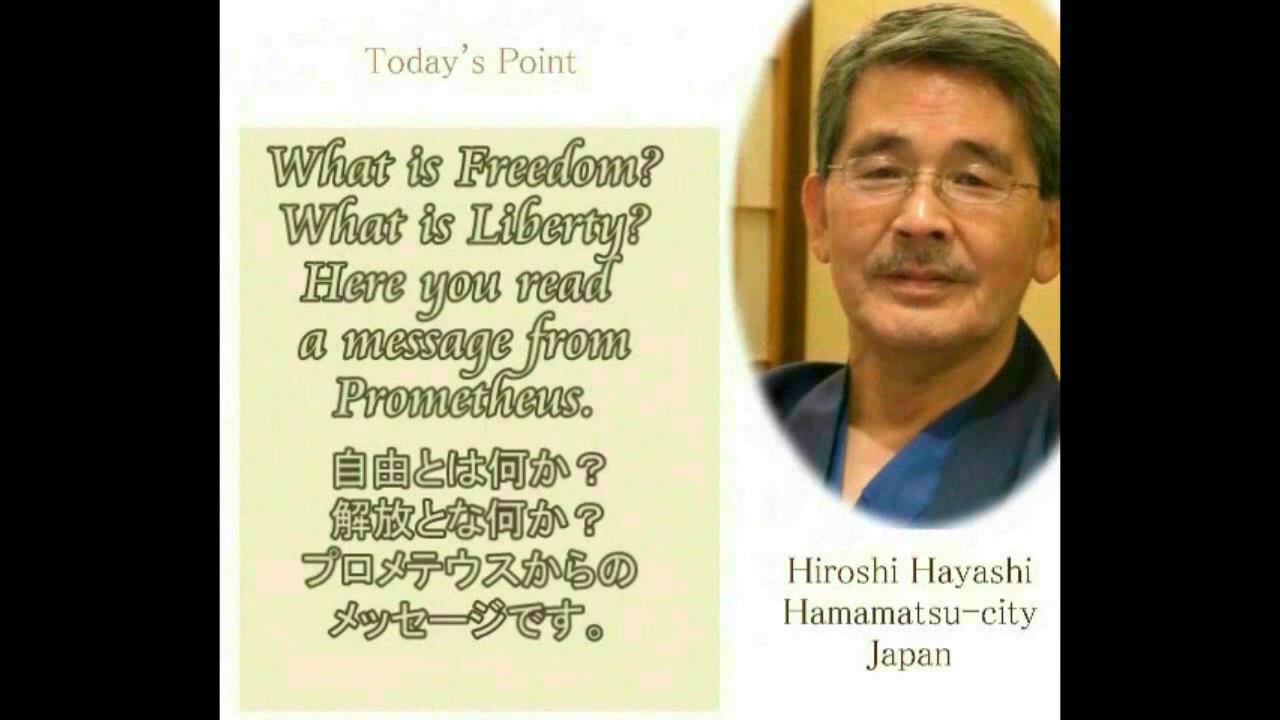 Today's Point
What is Freedom?
What is Liberty?
Here you read
a message from
Prometheus.
自由とは何か？
解放とな何か？
プロメテウスからの
メッセージです。
Hiroshi Hayashi
Hamamatsu-city
Japan